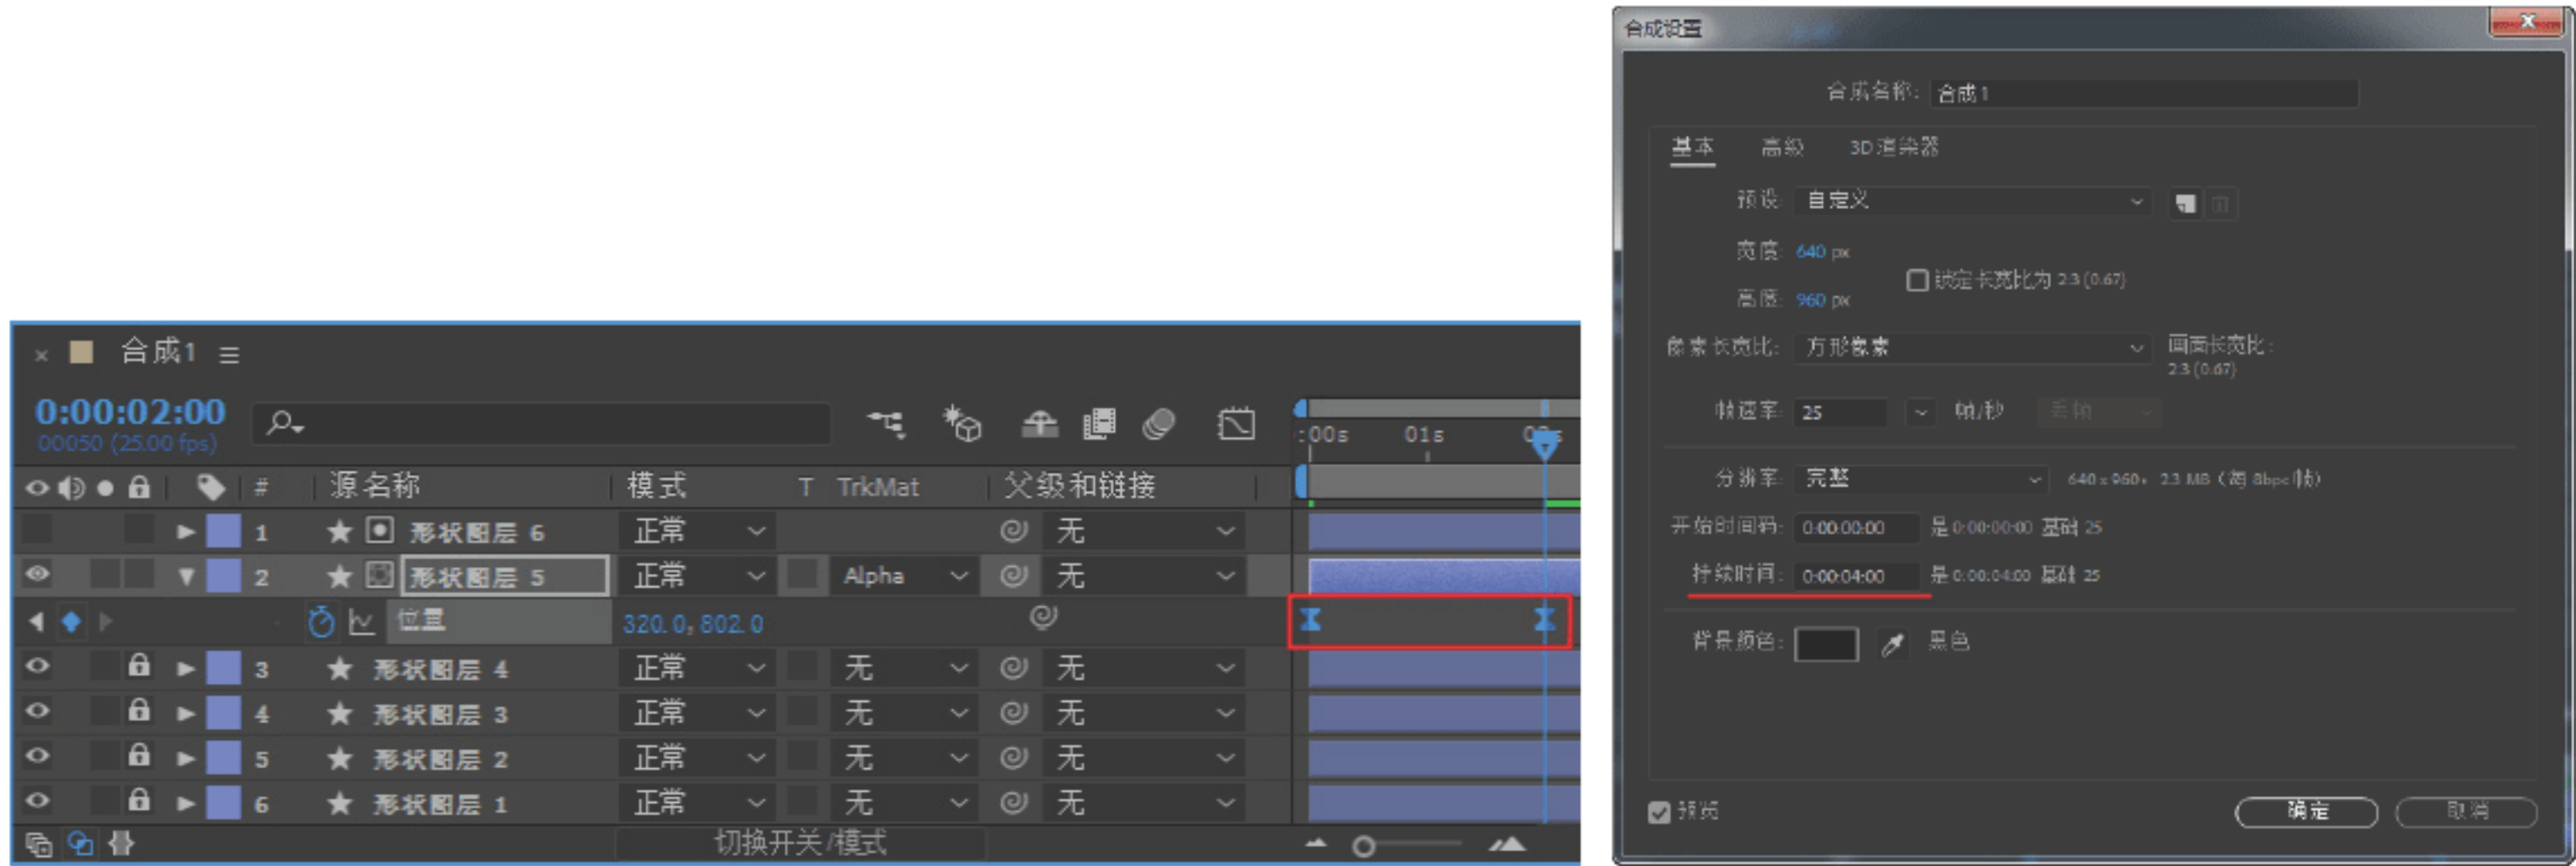 合成1
0:00:02:00
00050 (25.00 fps)
:00s 01s 02s
# 源名称 模式 T TrkMat 父级和链接
1 形状图层 6 正常 无
2 形状图层 5 正常 Alpha 无
位置 320.0,802.0
3 形状图层 4 正常 无 无
4 形状图层 3 正常 无 无
5 形状图层 2 正常 无 无
6 形状图层 1 正常 无 无
切换开关/模式
合成设置
合成名称: 合成1
基本 高级 3D渲染器
预设: 自定义
宽度: 640 px
锁定长宽比为 2:3 (0.67)
高度: 960 px
像素长宽比: 方形像素 画面长宽比:
2:3 (0.67)
帧速率: 25 帧/秒 丢帧
分辨率: 完整 640 x 960, 2.3 MB (每 8bpc 帧)
开始时间码: 0:00:00:00 是 0:00:00:00 基础 25
持续时间: 0:00:04:00 是 0:00:04:00 基础 25
背景颜色: 黑色
预览 确定 取消